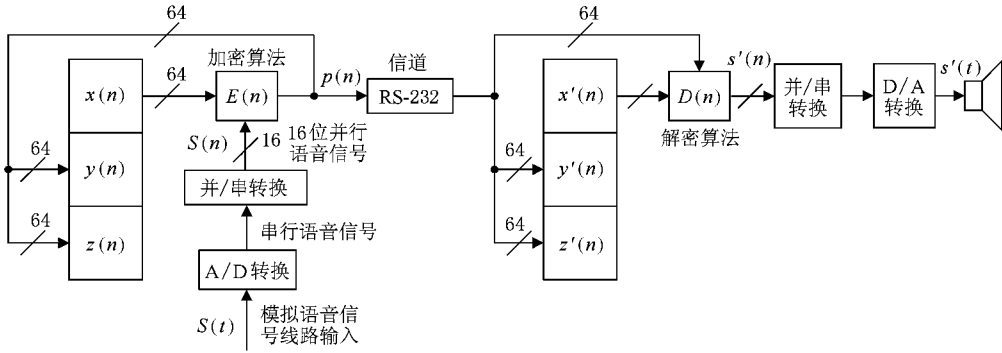 64
加密算法
64
x(n)
E(n)
p(n)
信道
RS-232
S(n)
16
16位并行
语音信号
64
y(n)
并/串转换
64
z(n)
串行语音信号
A/D转换
S(t)
模拟语音信
号线路输入
64
x′(n)
D(n)
解密算法
s′(n)
并/串
转换
D/A
转换
s′(t)
64
y′(n)
64
z′(n)